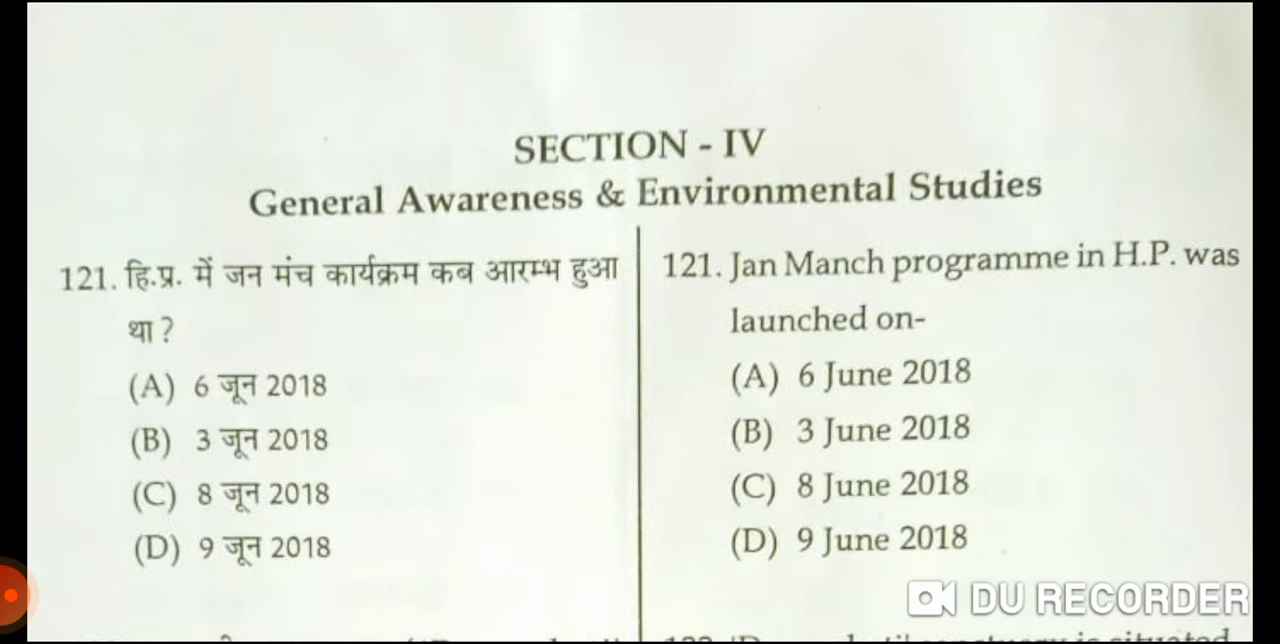 SECTION - IV
General Awareness & Environmental Studies
121. हि.प्र. में जन मंच कार्यक्रम कब आरम्भ हुआ
था ?
(A) 6 जून 2018
(B) 3 जून 2018
(C) 8 जून 2018
(D) 9 जून 2018
121. Jan Manch programme in H.P. was
launched on-
(A) 6 June 2018
(B) 3 June 2018
(C) 8 June 2018
(D) 9 June 2018
DU RECORDER